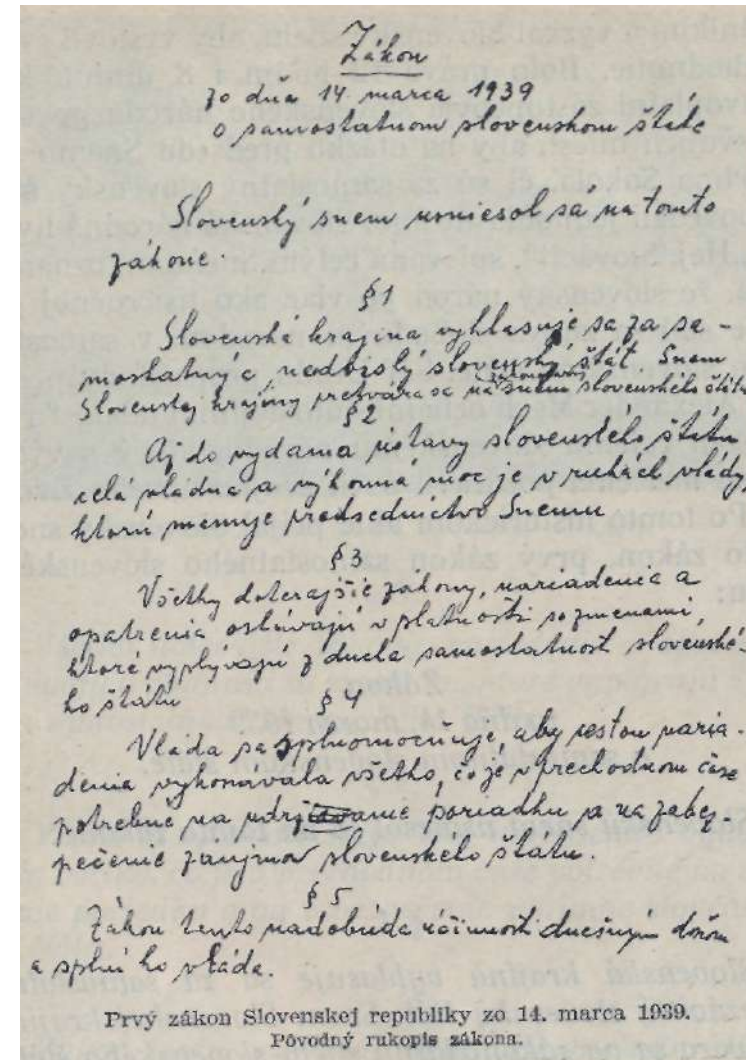 Zákon
zo dňa 14 marca 1939
o samostatnom slovenskom štáte
Slovenský snem usniesol sá na tomto
zákone:
§1
Slovenská krajina vyhlasuje sa za sa-
mostatný a neodvislý slovenský štát. Snem
Slovenskej krajiny pretvára sa na snem slovenského štátu
§2
Až do vydania ústavy slovenského štátu
celá vládna a výkonná moc je v rukách vlády,
ktorú menuje predsedníctvo Snemu
§3
Všetky doterajšie zákony, nariadenia a
opatrenia ostávajú v platnosti so zmenami,
ktoré vyplývajú z ducha samostatnosti slovenské-
ho štátu
§4
Vláda sa splnomocňuje, aby cestou naria-
denia vykonávala všetko, čo je v prechodnom čase
potrebné na udržanie poriadku a na zabez-
pečenie záujmov slovenského štátu.
§5
Zákon tento nadobúda účinnosti dnešným dňom
a splní ho vláda.
Prvý zákon Slovenskej republiky zo 14. marca 1939.
Pôvodný rukopis zákona.